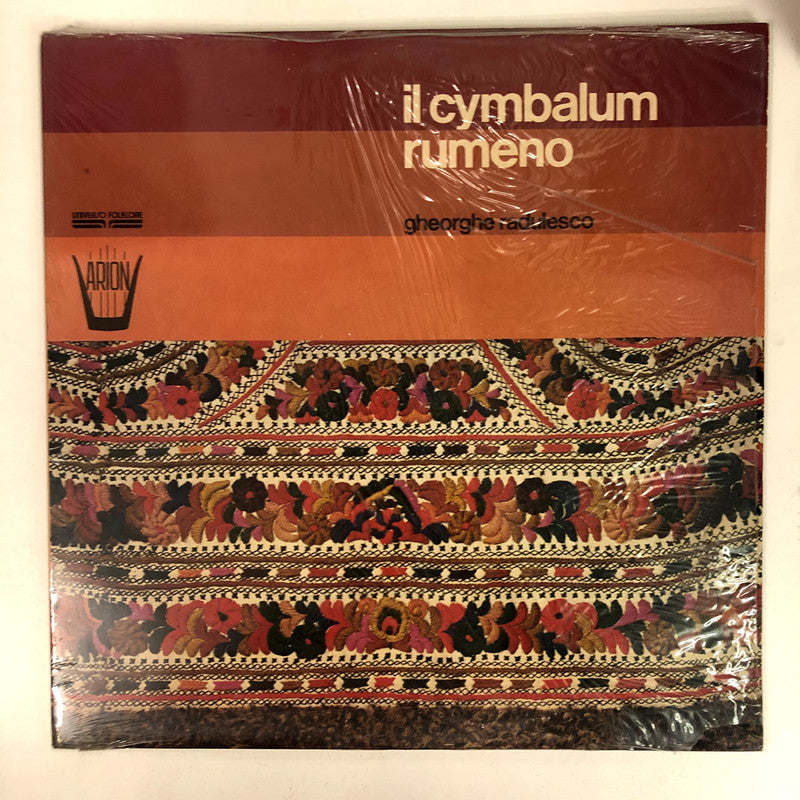 il cymbalum
rumeno
gheorghe radulesco
UNIVERSO FOLKLORE
ARION